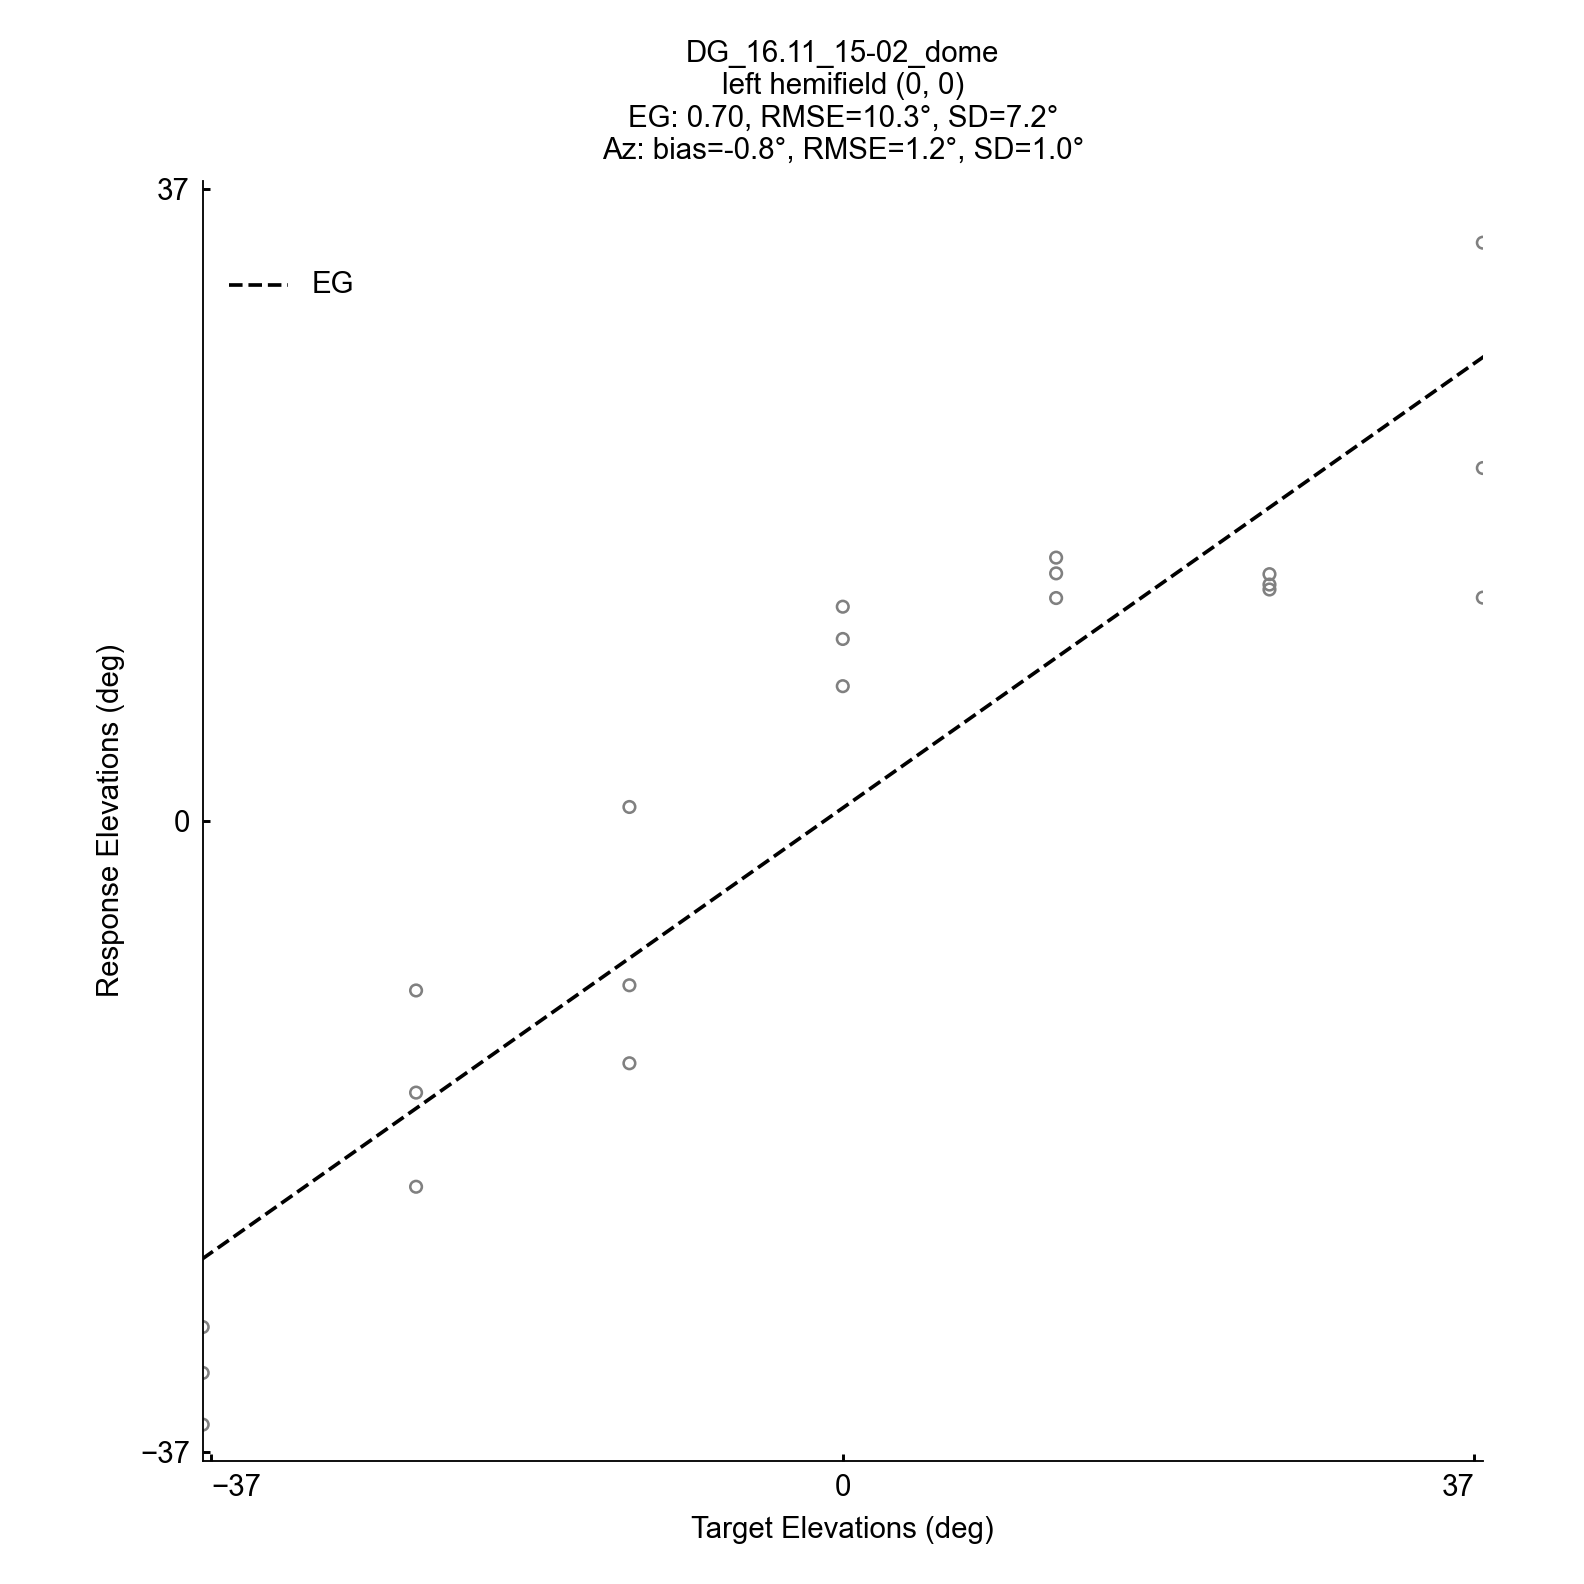 DG_16.11_15-02_dome
left hemifield (0, 0)
EG: 0.70, RMSE=10.3°, SD=7.2°
Az: bias=-0.8°, RMSE=1.2°, SD=1.0°
37
EG
0
Response Elevations (deg)
−37
−37
0
37
Target Elevations (deg)